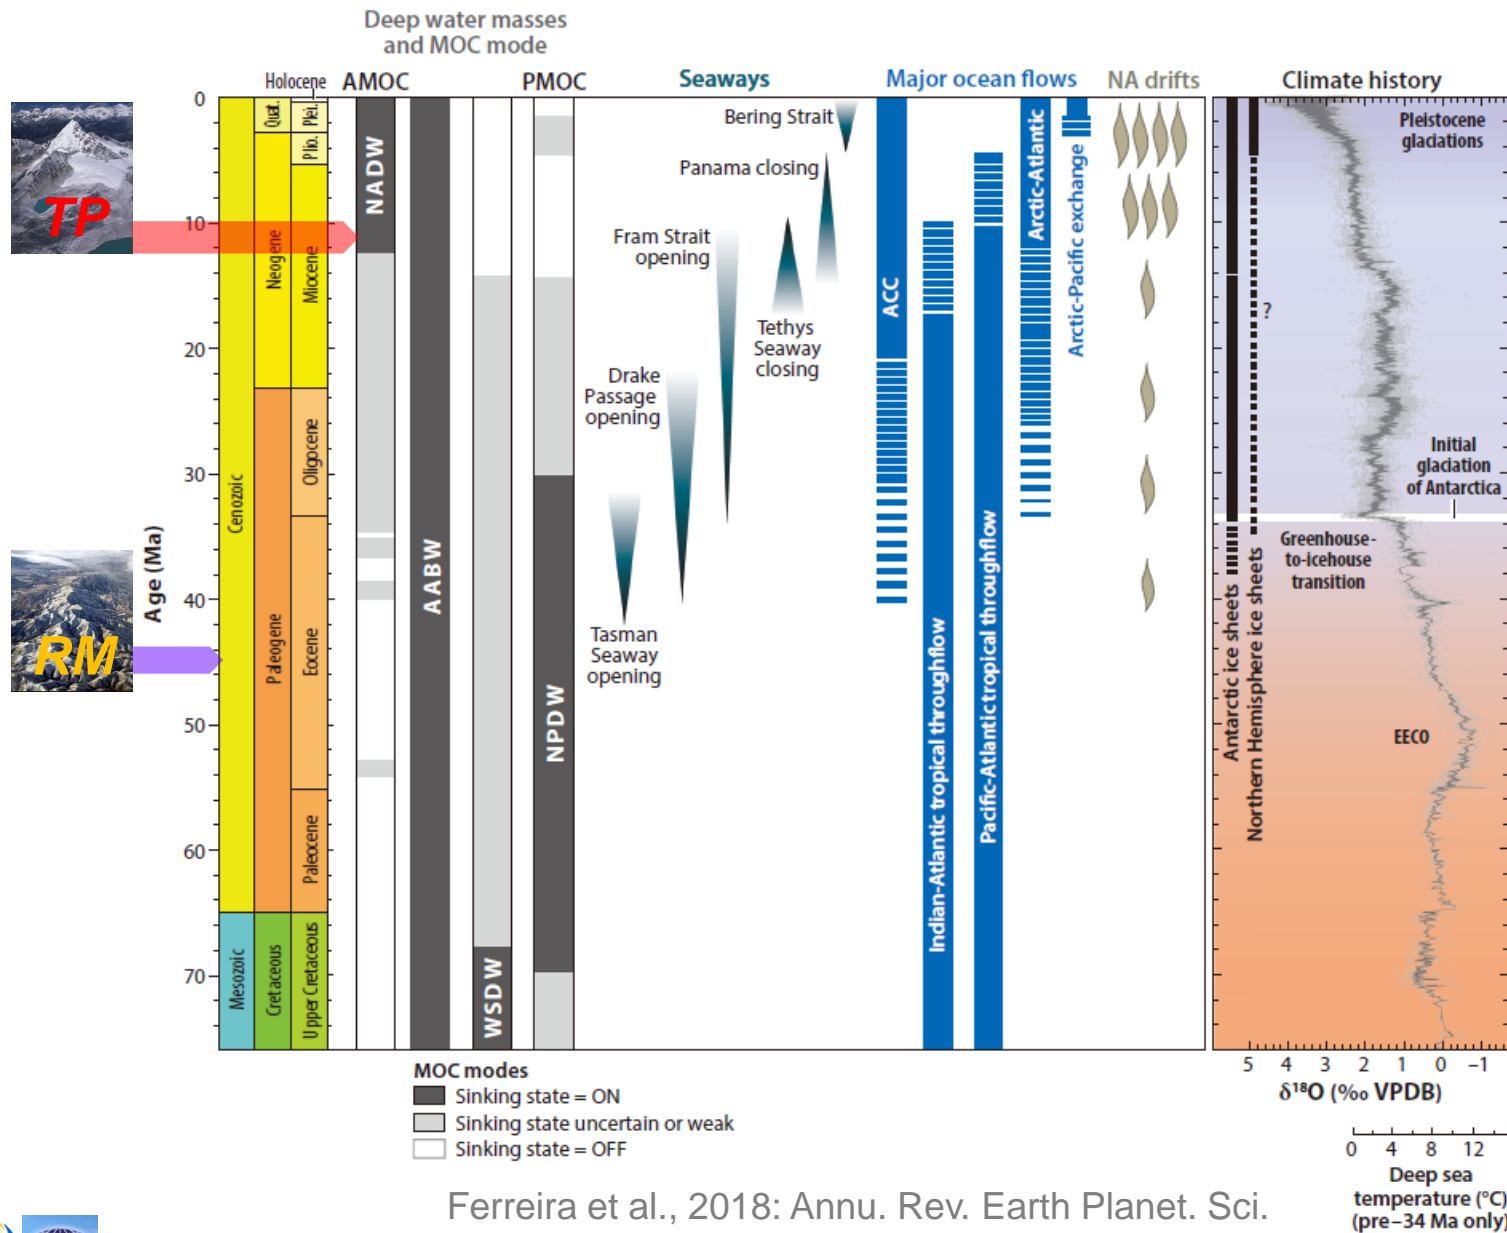 Deep water masses
and MOC mode
Holocene
AMOC
PMOC
Seaways
Major ocean flows
NA drifts
Climate history
TP
RM
Age (Ma)
0
10
20
30
40
50
60
70
Cenozoic
Mesozoic
Quat.
Neogene
Paleogene
Cretaceous
Plei.
Plio.
Miocene
Oligocene
Eocene
Paleocene
Upper Cretaceous
NADW
AABW
WSDW
NPDW
Bering Strait
Panama closing
Fram Strait
opening
Tethys
Seaway
closing
Drake
Passage
opening
Tasman
Seaway
opening
ACC
Indian-Atlantic tropical throughflow
Pacific-Atlantic tropical throughflow
Arctic-Atlantic
Arctic-Pacific exchange
Antarctic ice sheets
Northern Hemisphere ice sheets
?
Pleistocene
glaciations
Initial
glaciation
of Antarctica
Greenhouse-
to-icehouse
transition
EECO
5 4 3 2 1 0 –1
δ¹⁸O (‰ VPDB)
0 4 8 12
Deep sea
temperature (°C)
(pre–34 Ma only)
MOC modes
Sinking state = ON
Sinking state uncertain or weak
Sinking state = OFF
Ferreira et al., 2018: Annu. Rev. Earth Planet. Sci.